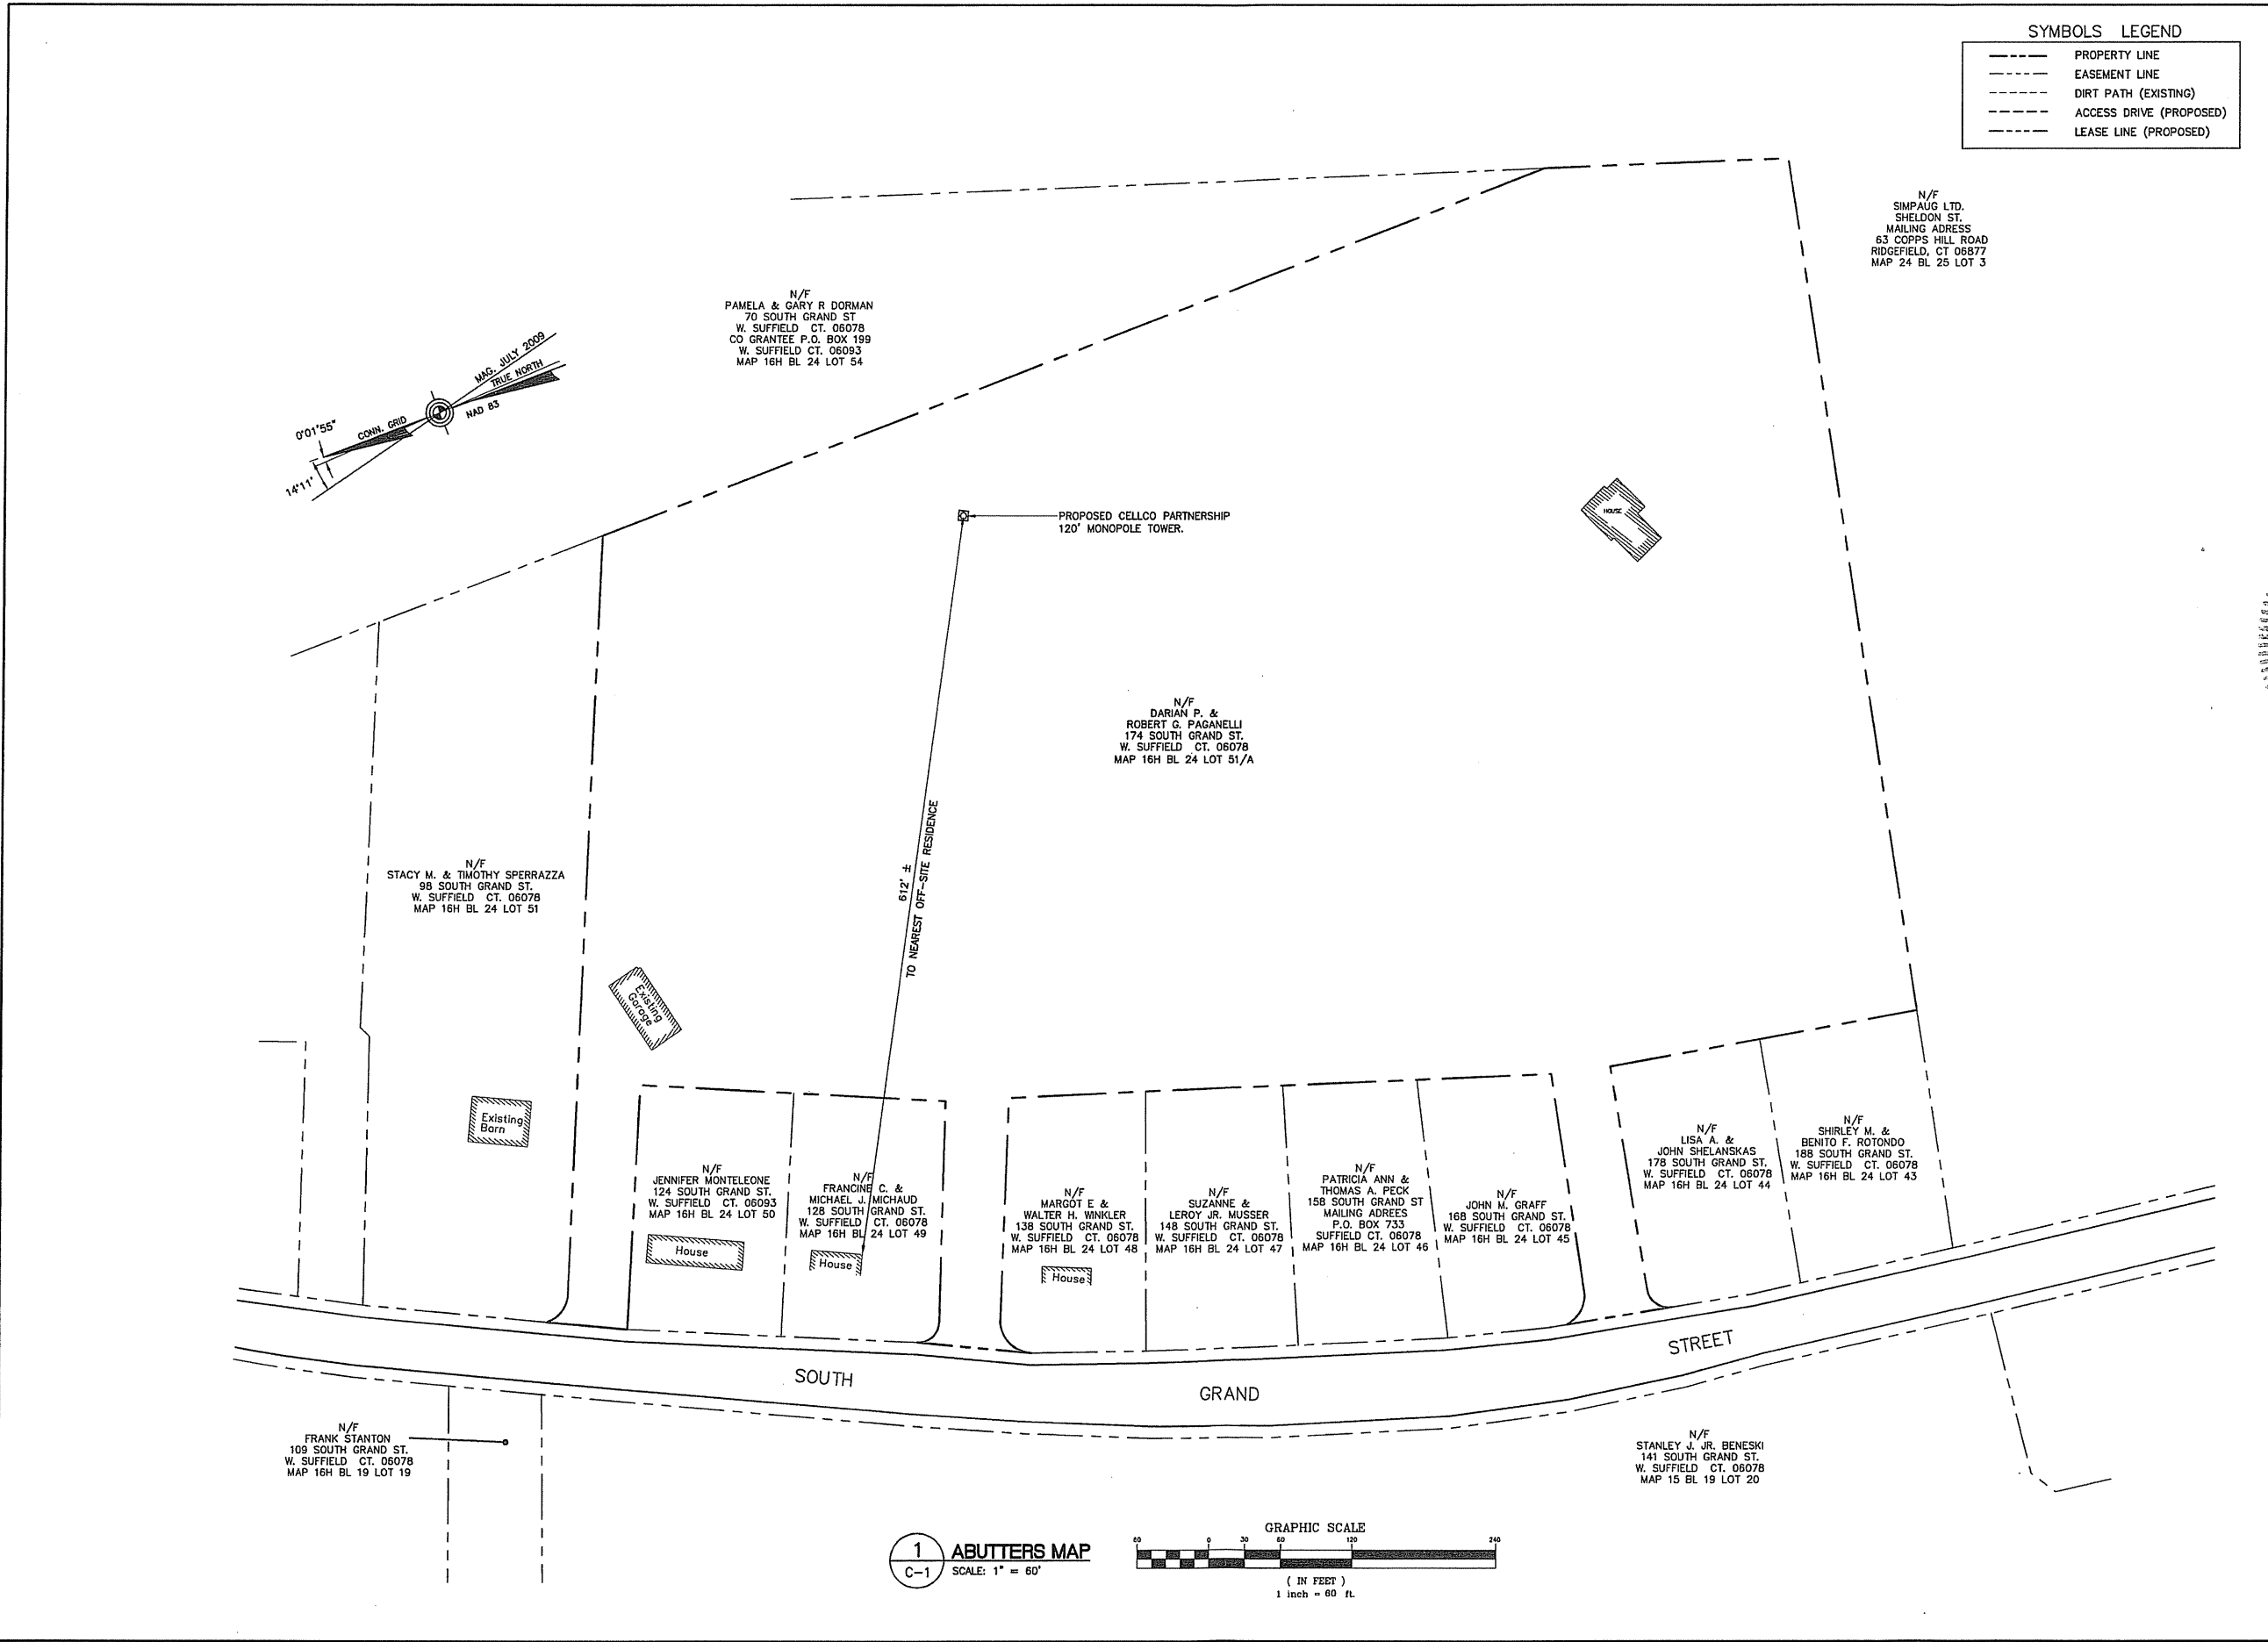 SYMBOLS LEGEND
PROPERTY LINE
EASEMENT LINE
DIRT PATH (EXISTING)
ACCESS DRIVE (PROPOSED)
LEASE LINE (PROPOSED)
N/F
SIMPAUG LTD.
SHELDON ST.
MAILING ADRESS
63 COPPS HILL ROAD
RIDGEFIELD, CT 06877
MAP 24 BL 25 LOT 3
N/F
PAMELA & GARY R DORMAN
70 SOUTH GRAND ST
W. SUFFIELD CT. 06078
CO GRANTEE P.O. BOX 199
W. SUFFIELD CT. 06093
MAP 16H BL 24 LOT 54
MAG. JULY 2009
TRUE NORTH
NAD 83
CONN. GRID
0°01'55"
14°11'
PROPOSED CELLCO PARTNERSHIP
120' MONOPOLE TOWER.
HOUSE
N/F
DARIAN P. &
ROBERT G. PAGANELLI
174 SOUTH GRAND ST.
W. SUFFIELD CT. 06078
MAP 16H BL 24 LOT 51/A
612' ±
TO NEAREST OFF-SITE RESIDENCE
N/F
STACY M. & TIMOTHY SPERRAZZA
98 SOUTH GRAND ST.
W. SUFFIELD CT. 06078
MAP 16H BL 24 LOT 51
Existing
Garage
Existing
Barn
N/F
JENNIFER MONTELEONE
124 SOUTH GRAND ST.
W. SUFFIELD CT. 06093
MAP 16H BL 24 LOT 50
House
N/F
FRANCINE C. &
MICHAEL J. MICHAUD
128 SOUTH GRAND ST.
W. SUFFIELD CT. 06078
MAP 16H BL 24 LOT 49
House
N/F
MARGOT E &
WALTER H. WINKLER
138 SOUTH GRAND ST.
W. SUFFIELD CT. 06078
MAP 16H BL 24 LOT 48
House
N/F
SUZANNE &
LEROY JR. MUSSER
148 SOUTH GRAND ST.
W. SUFFIELD CT. 06078
MAP 16H BL 24 LOT 47
N/F
PATRICIA ANN &
THOMAS A. PECK
158 SOUTH GRAND ST
MAILING ADREES
P.O. BOX 733
SUFFIELD CT. 06078
MAP 16H BL 24 LOT 46
N/F
JOHN M. GRAFF
168 SOUTH GRAND ST.
W. SUFFIELD CT. 06078
MAP 16H BL 24 LOT 45
N/F
LISA A. &
JOHN SHELANSKAS
178 SOUTH GRAND ST.
W. SUFFIELD CT. 06078
MAP 16H BL 24 LOT 44
N/F
SHIRLEY M. &
BENITO F. ROTONDO
188 SOUTH GRAND ST.
W. SUFFIELD CT. 06078
MAP 16H BL 24 LOT 43
SOUTH GRAND STREET
N/F
FRANK STANTON
109 SOUTH GRAND ST.
W. SUFFIELD CT. 06078
MAP 16H BL 19 LOT 19
N/F
STANLEY J. JR. BENESKI
141 SOUTH GRAND ST.
W. SUFFIELD CT. 06078
MAP 15 BL 19 LOT 20
1
C-1
ABUTTERS MAP
SCALE: 1" = 60'
GRAPHIC SCALE
60 0 30 60 120 240
( IN FEET )
1 inch = 60 ft.